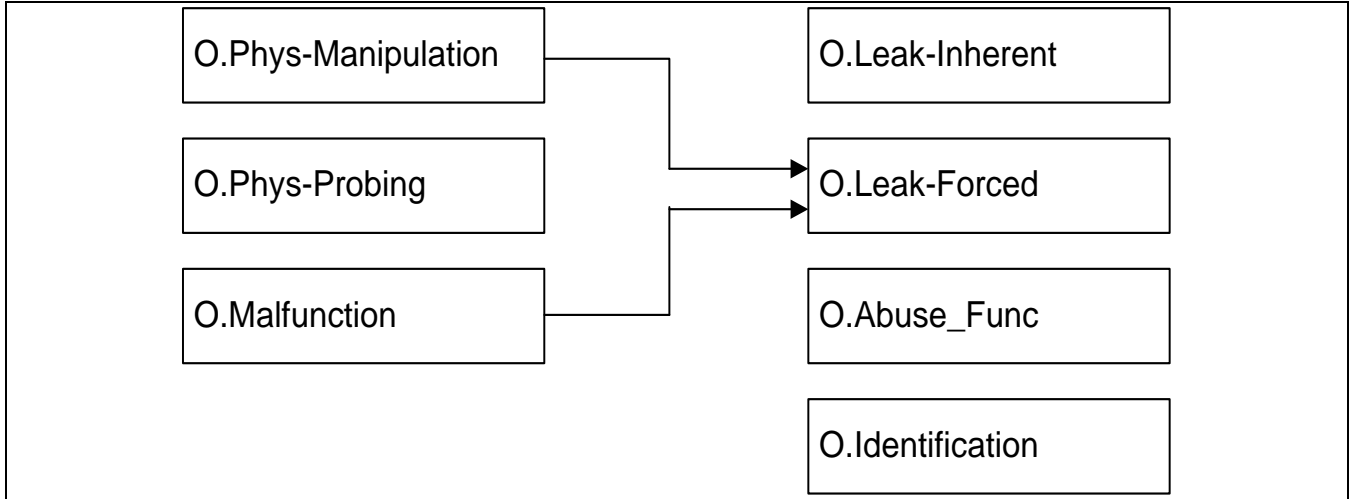 O.Phys-Manipulation
O.Leak-Inherent
O.Phys-Probing
O.Leak-Forced
O.Malfunction
O.Abuse_Func
O.Identification